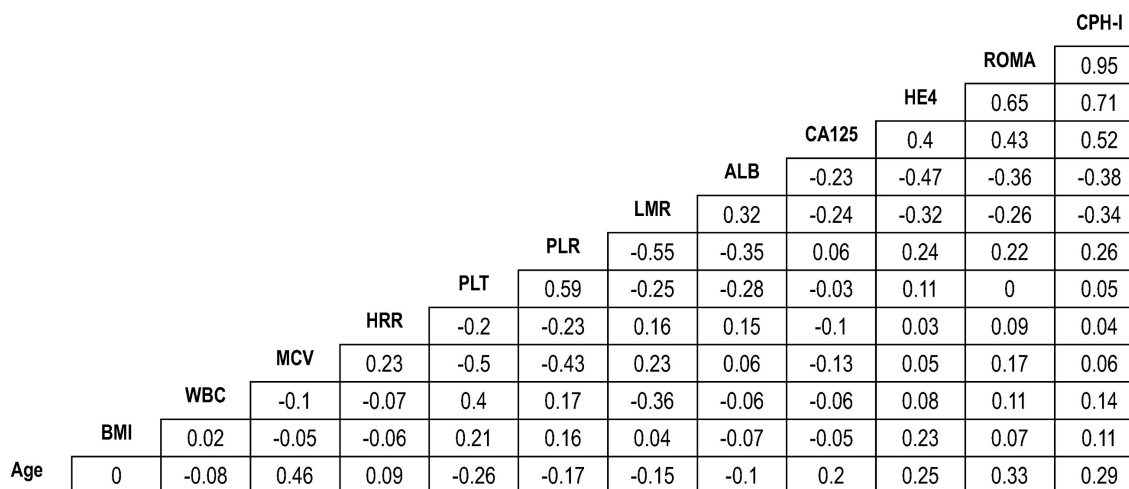 CPH-I
ROMA 0.95
HE4 0.65 0.71
CA125 0.4 0.43 0.52
ALB -0.23 -0.47 -0.36 -0.38
LMR 0.32 -0.24 -0.32 -0.26 -0.34
PLR -0.55 -0.35 0.06 0.24 0.22 0.26
PLT 0.59 -0.25 -0.28 -0.03 0.11 0 0.05
HRR -0.2 -0.23 0.16 0.15 -0.1 0.03 0.09 0.04
MCV 0.23 -0.5 -0.43 0.23 0.06 -0.13 0.05 0.17 0.06
WBC -0.1 -0.07 0.4 0.17 -0.36 -0.06 -0.06 0.08 0.11 0.14
BMI 0.02 -0.05 -0.06 0.21 0.16 0.04 -0.07 -0.05 0.23 0.07 0.11
Age 0 -0.08 0.46 0.09 -0.26 -0.17 -0.15 -0.1 0.2 0.25 0.33 0.29